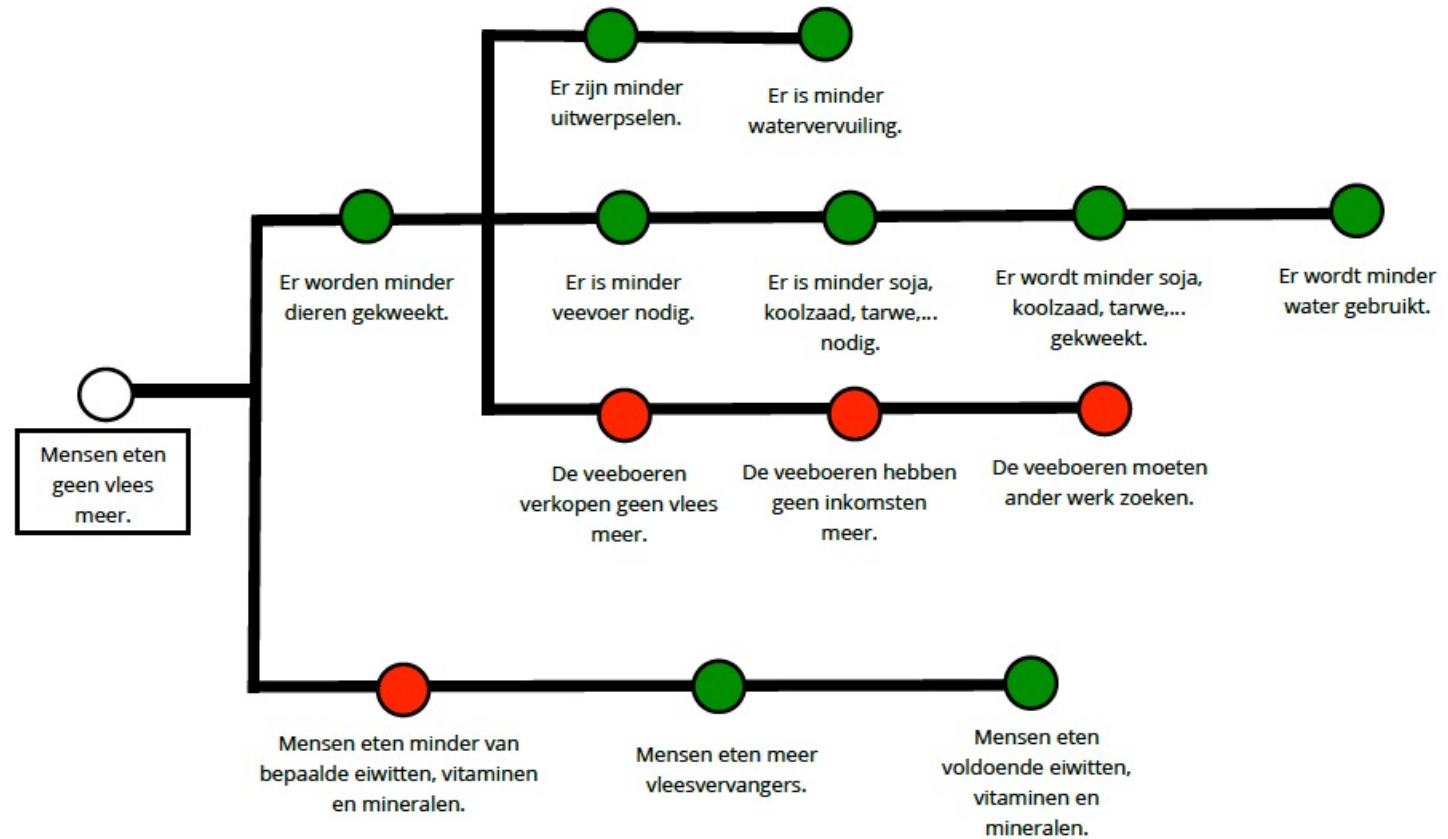 Er zijn minder
uitwerpselen.
Er is minder
watervervuiling.
Er worden minder
dieren gekweekt.
Er is minder
veevoer nodig.
Er is minder soja,
koolzaad, tarwe,...
nodig.
Er wordt minder soja,
koolzaad, tarwe,...
gekweekt.
Er wordt minder
water gebruikt.
Mensen eten
geen vlees
meer.
De veeboeren
verkopen geen vlees
meer.
De veeboeren hebben
geen inkomsten
meer.
De veeboeren moeten
ander werk zoeken.
Mensen eten minder van
bepaalde eiwitten, vitaminen
en mineralen.
Mensen eten meer
vleesvervangers.
Mensen eten
voldoende eiwitten,
vitaminen en
mineralen.